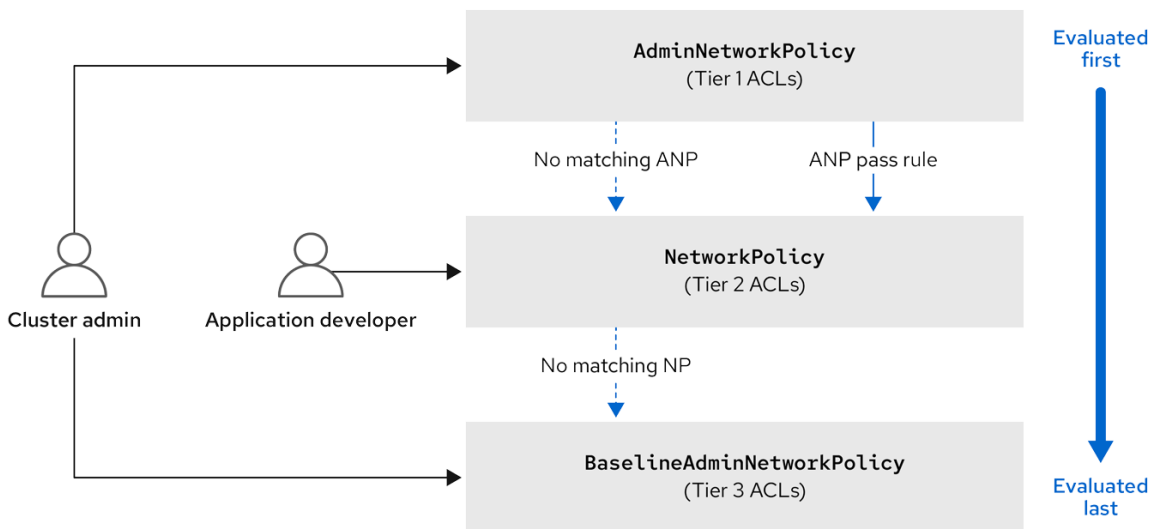 AdminNetworkPolicy
(Tier 1 ACLs)
Evaluated
first
No matching ANP
ANP pass rule
NetworkPolicy
(Tier 2 ACLs)
Cluster admin
Application developer
No matching NP
BaselineAdminNetworkPolicy
(Tier 3 ACLs)
Evaluated
last